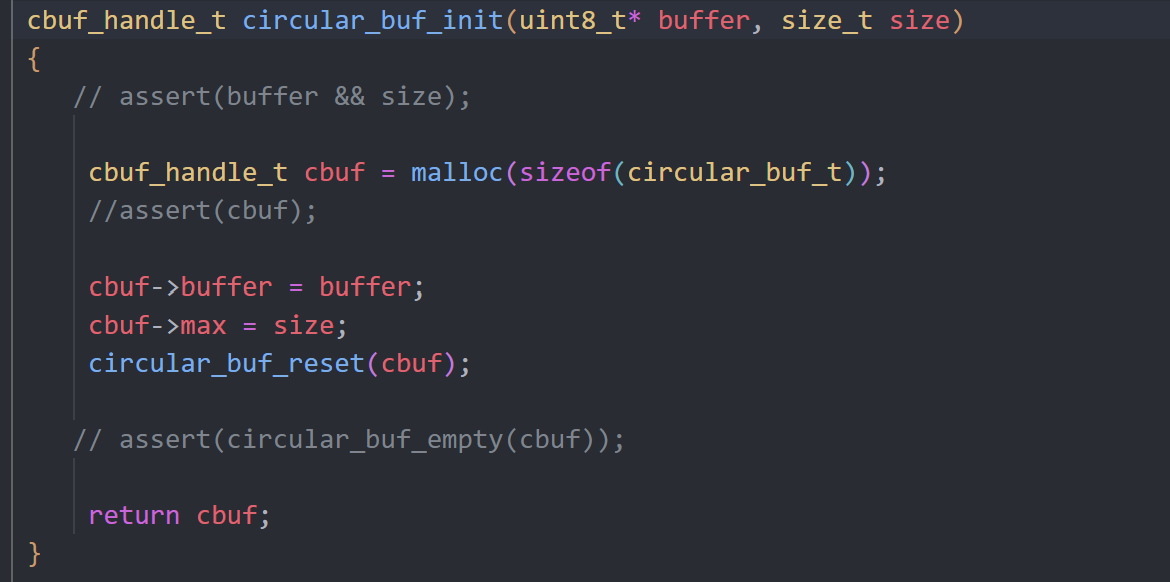 cbuf_handle_t circular_buf_init(uint8_t* buffer, size_t size)
{
// assert(buffer && size);
cbuf_handle_t cbuf = malloc(sizeof(circular_buf_t));
//assert(cbuf);
cbuf->buffer = buffer;
cbuf->max = size;
circular_buf_reset(cbuf);
// assert(circular_buf_empty(cbuf));
return cbuf;
}